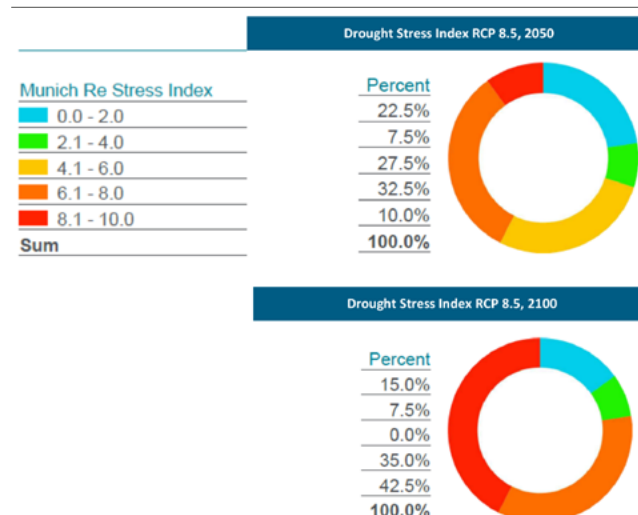 Drought Stress Index RCP 8.5, 2050
Munich Re Stress Index Percent
0.0 - 2.0 22.5%
2.1 - 4.0 7.5%
4.1 - 6.0 27.5%
6.1 - 8.0 32.5%
8.1 - 10.0 10.0%
Sum 100.0%
Drought Stress Index RCP 8.5, 2100
Percent
15.0%
7.5%
0.0%
35.0%
42.5%
100.0%